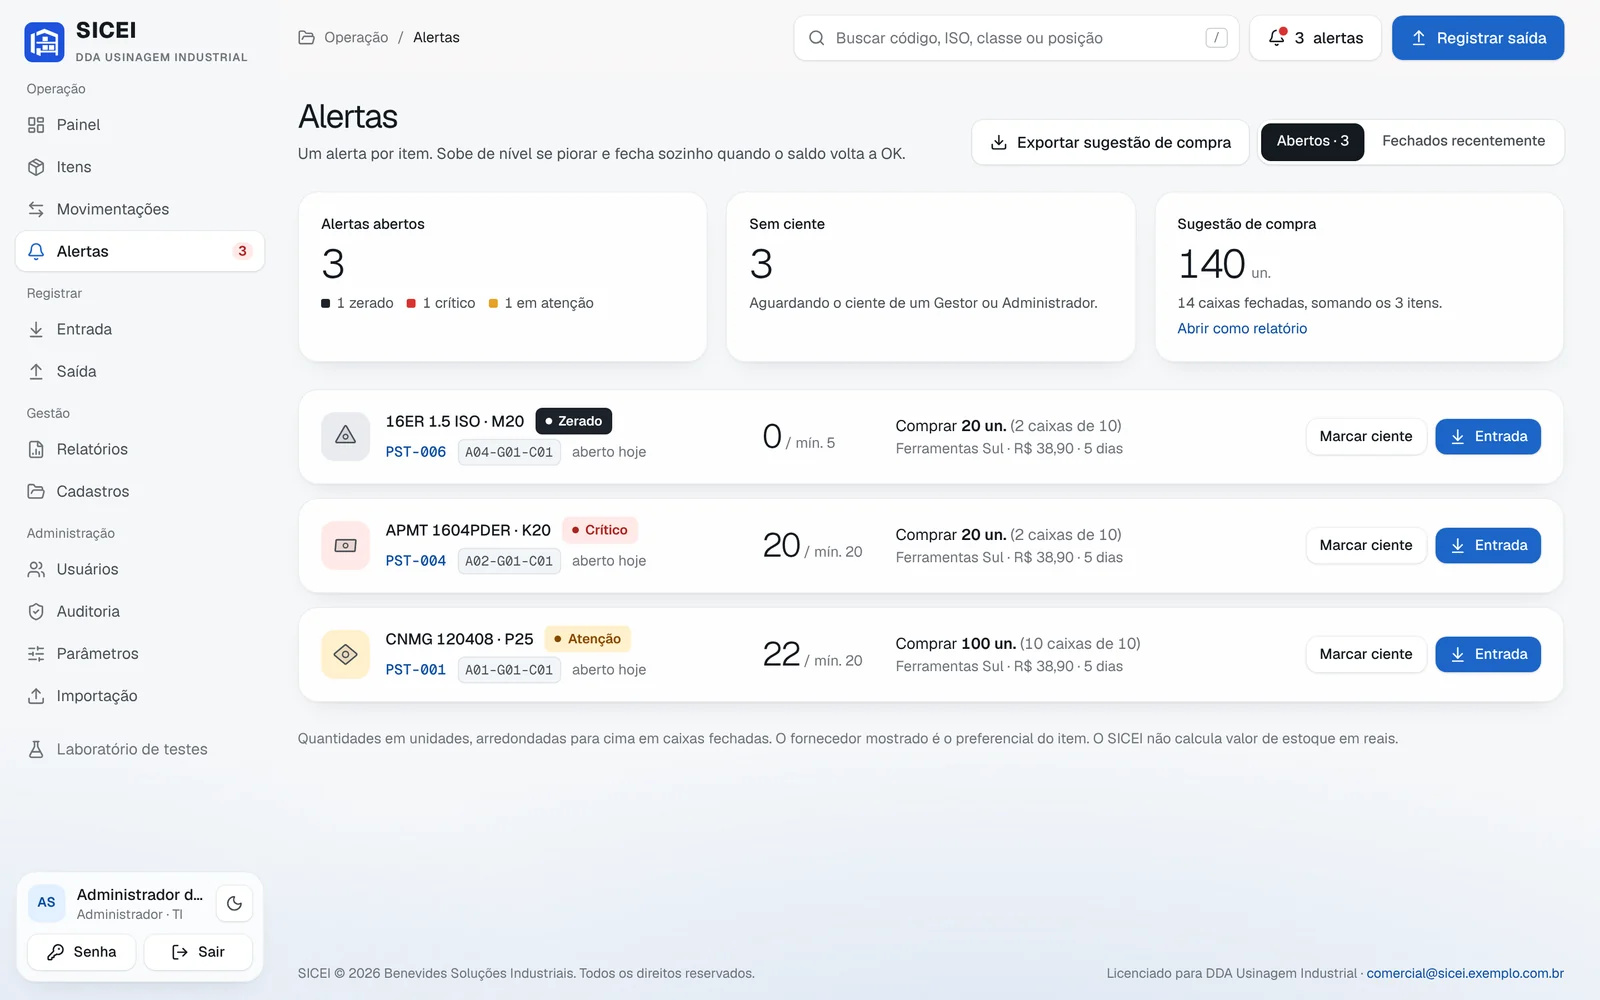 SICEI
DDA USINAGEM INDUSTRIAL
Operação
Painel
Itens
Movimentações
Alertas 3
Registrar
Entrada
Saída
Gestão
Relatórios
Cadastros
Administração
Usuários
Auditoria
Parâmetros
Importação
Laboratório de testes
AS
Administrador d...
Administrador · TI
Senha
Sair
Operação / Alertas
Buscar código, ISO, classe ou posição /
3 alertas
Registrar saída
Alertas
Um alerta por item. Sobe de nível se piorar e fecha sozinho quando o saldo volta a OK.
Exportar sugestão de compra
Abertos · 3
Fechados recentemente
Alertas abertos
3
1 zerado 1 crítico 1 em atenção
Sem ciente
3
Aguardando o ciente de um Gestor ou Administrador.
Sugestão de compra
140 un.
14 caixas fechadas, somando os 3 itens.
Abrir como relatório
16ER 1.5 ISO · M20 Zerado
PST-006 A04-G01-C01 aberto hoje
0 / mín. 5
Comprar 20 un. (2 caixas de 10)
Ferramentas Sul · R$ 38,90 · 5 dias
Marcar ciente
Entrada
APMT 1604PDER · K20 Crítico
PST-004 A02-G01-C01 aberto hoje
20 / mín. 20
Comprar 20 un. (2 caixas de 10)
Ferramentas Sul · R$ 38,90 · 5 dias
Marcar ciente
Entrada
CNMG 120408 · P25 Atenção
PST-001 A01-G01-C01 aberto hoje
22 / mín. 20
Comprar 100 un. (10 caixas de 10)
Ferramentas Sul · R$ 38,90 · 5 dias
Marcar ciente
Entrada
Quantidades em unidades, arredondadas para cima em caixas fechadas. O fornecedor mostrado é o preferencial do item. O SICEI não calcula valor de estoque em reais.
SICEI © 2026 Benevides Soluções Industriais. Todos os direitos reservados.
Licenciado para DDA Usinagem Industrial · comercial@sicei.exemplo.com.br